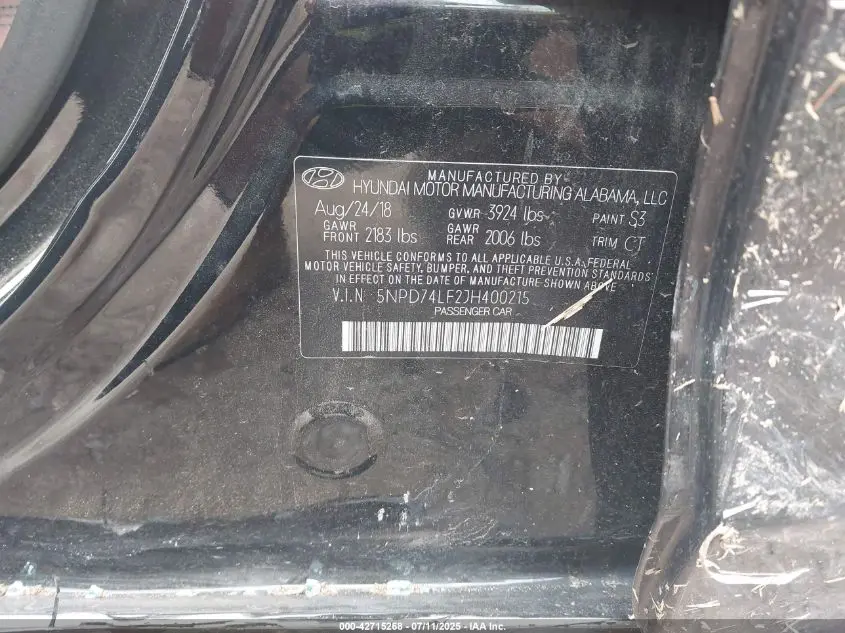 MANUFACTURED BY
HYUNDAI MOTOR MANUFACTURING ALABAMA, LLC
Aug/24/18 GVWR 3924 lbs PAINT S3
GAWR FRONT 2183 lbs GAWR REAR 2006 lbs TRIM CT
THIS VEHICLE CONFORMS TO ALL APPLICABLE U.S.A. FEDERAL
MOTOR VEHICLE SAFETY, BUMPER, AND THEFT PREVENTION STANDARDS
IN EFFECT ON THE DATE OF MANUFACTURE SHOWN ABOVE
V.I.N 5NPD74LF2JH400215
PASSENGER CAR
000-42715268 - 07/11/2025 - IAA Inc.